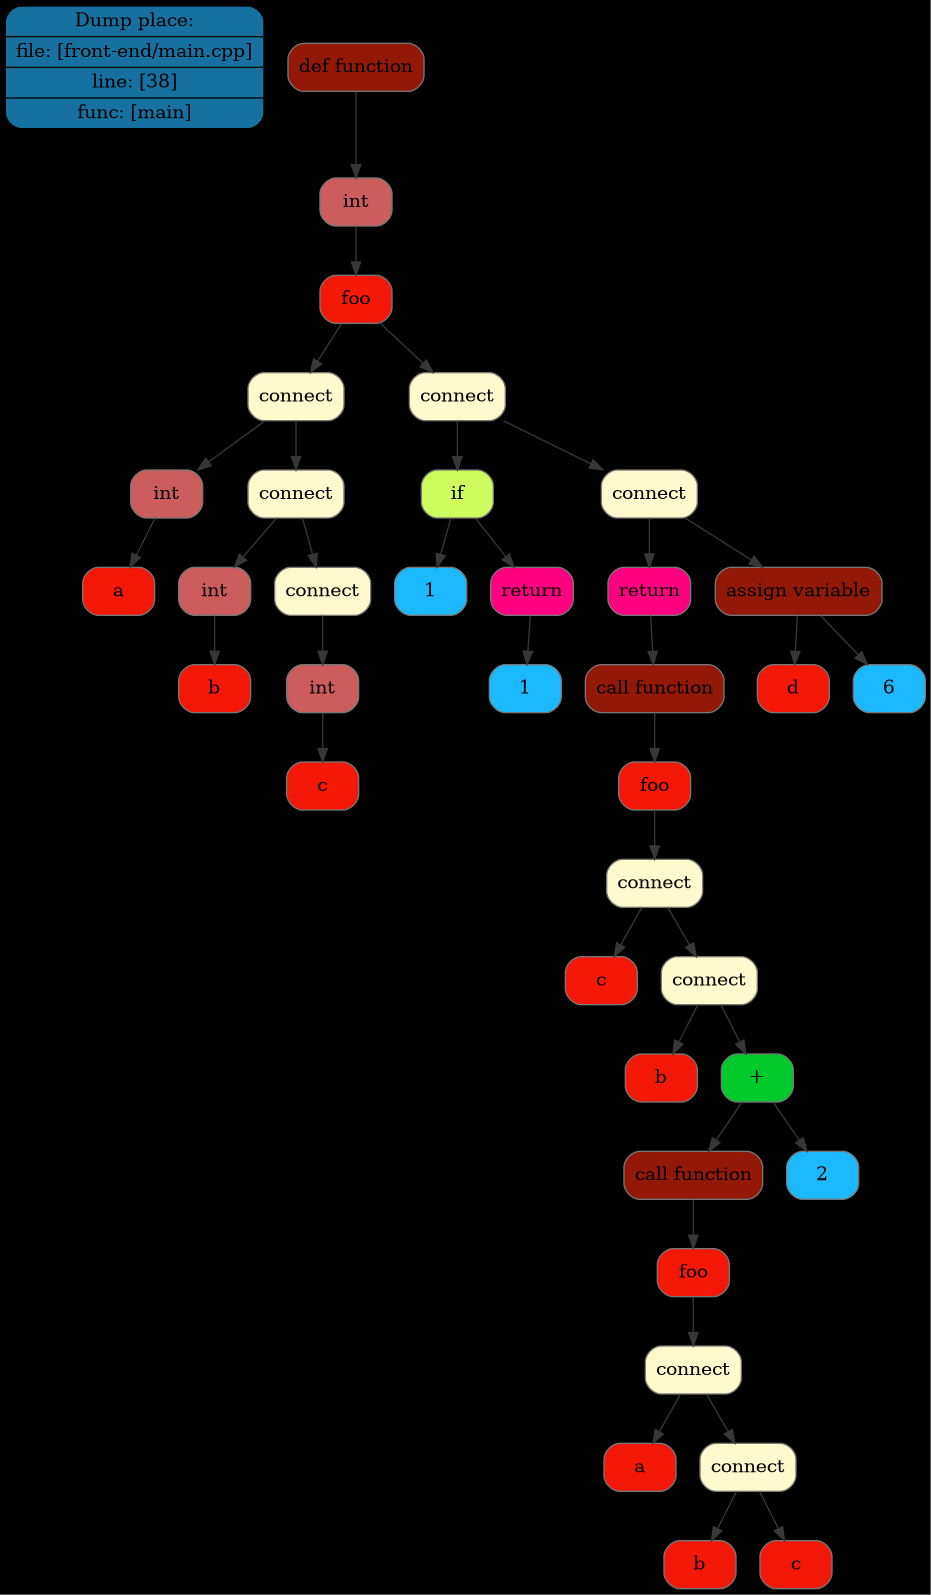 Dump place:
file: [front-end/main.cpp]
line: [38]
func: [main]
def function
int
foo
connect
connect
int
connect
if
connect
a
int
connect
1
return
return
assign variable
b
int
1
call function
d
6
c
foo
connect
c
connect
b
+
call function
2
foo
connect
a
connect
b
c